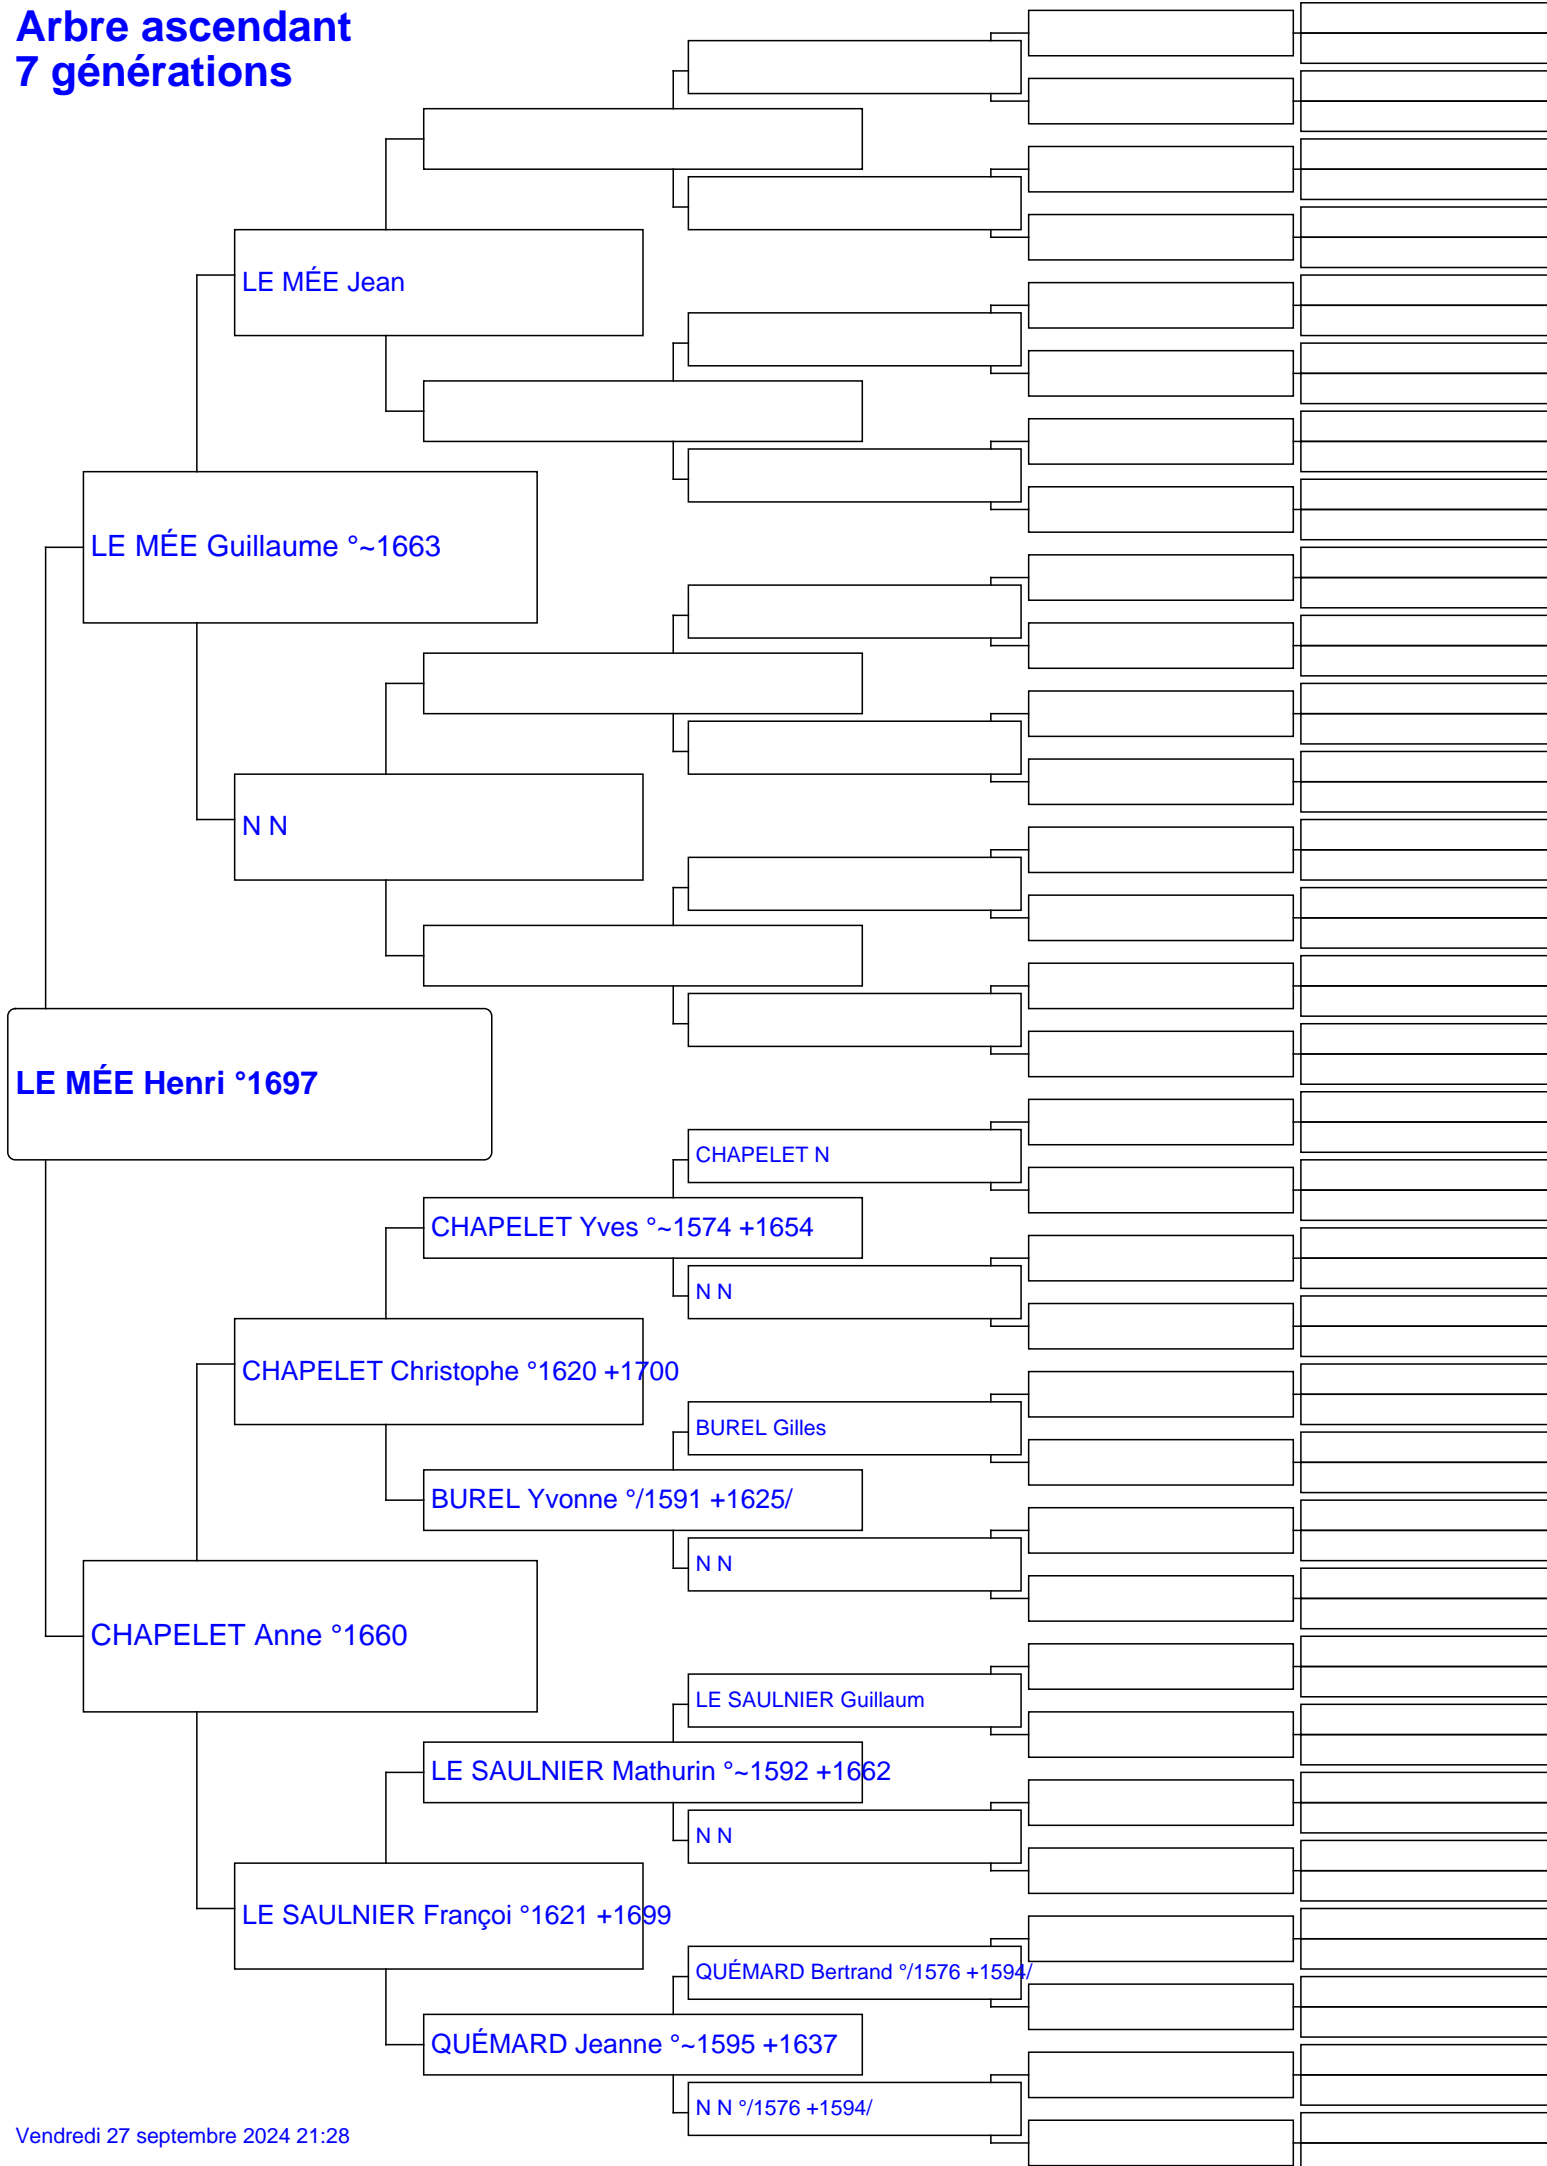 Arbre ascendant
7 générations
LE MÉE Jean
LE MÉE Guillaume °~1663
N N
LE MÉE Henri °1697
CHAPELET N
CHAPELET Yves °~1574 +1654
N N
CHAPELET Christophe °1620 +1700
BUREL Gilles
BUREL Yvonne °/1591 +1625/
N N
CHAPELET Anne °1660
LE SAULNIER Guillaum
LE SAULNIER Mathurin °~1592 +1662
N N
LE SAULNIER Françoi °1621 +1699
QUÉMARD Bertrand °/1576 +1594/
QUÉMARD Jeanne °~1595 +1637
N N °/1576 +1594/
Vendredi 27 septembre 2024 21:28